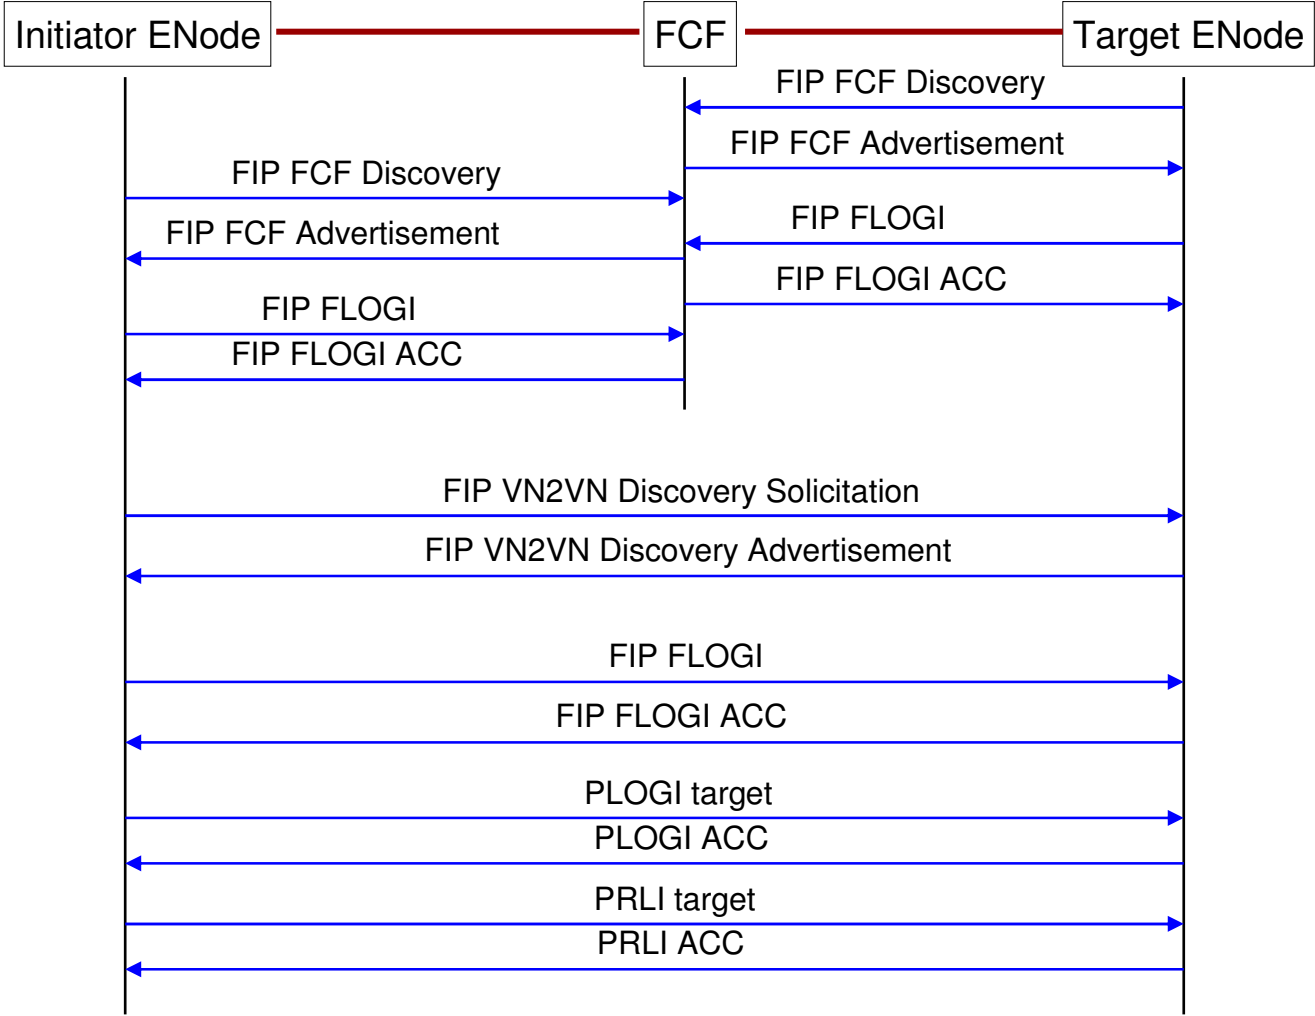 Initiator ENode
FCF
Target ENode
FIP FCF Discovery
FIP FCF Advertisement
FIP FCF Discovery
FIP FLOGI
FIP FCF Advertisement
FIP FLOGI ACC
FIP FLOGI
FIP FLOGI ACC
FIP VN2VN Discovery Solicitation
FIP VN2VN Discovery Advertisement
FIP FLOGI
FIP FLOGI ACC
PLOGI target
PLOGI ACC
PRLI target
PRLI ACC